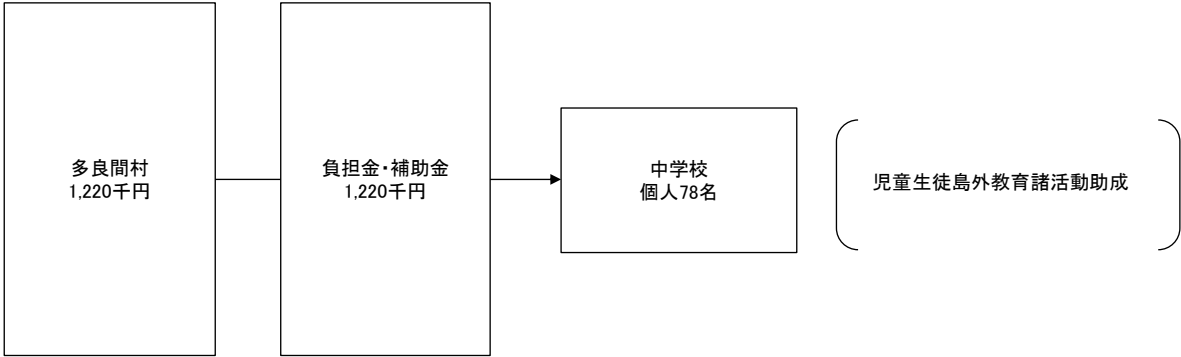 多良間村
1,220千円
負担金・補助金
1,220千円
中学校
個人78名
児童生徒島外教育諸活動助成